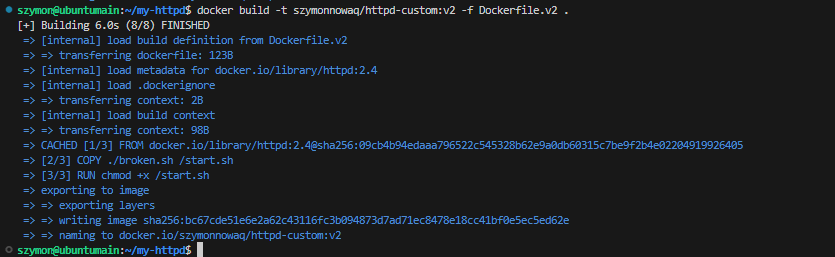 szymon@ubuntumain:~/my-httpd$ docker build -t szymonnowaq/httpd-custom:v2 -f Dockerfile.v2 .
[+] Building 6.0s (8/8) FINISHED
=> [internal] load build definition from Dockerfile.v2
=> => transferring dockerfile: 123B
=> [internal] load metadata for docker.io/library/httpd:2.4
=> [internal] load .dockerignore
=> => transferring context: 2B
=> [internal] load build context
=> => transferring context: 98B
=> CACHED [1/3] FROM docker.io/library/httpd:2.4@sha256:09cb4b94edaaa796522c545328b62e9a0db60315c7be9f2b4e02204919926405
=> [2/3] COPY ./broken.sh /start.sh
=> [3/3] RUN chmod +x /start.sh
=> exporting to image
=> => exporting layers
=> => writing image sha256:bc67cde51e6e2a62c43116fc3b094873d7ad71ec8478e18cc41bf0e5ec5ed62e
=> => naming to docker.io/szymonnowaq/httpd-custom:v2
szymon@ubuntumain:~/my-httpd$